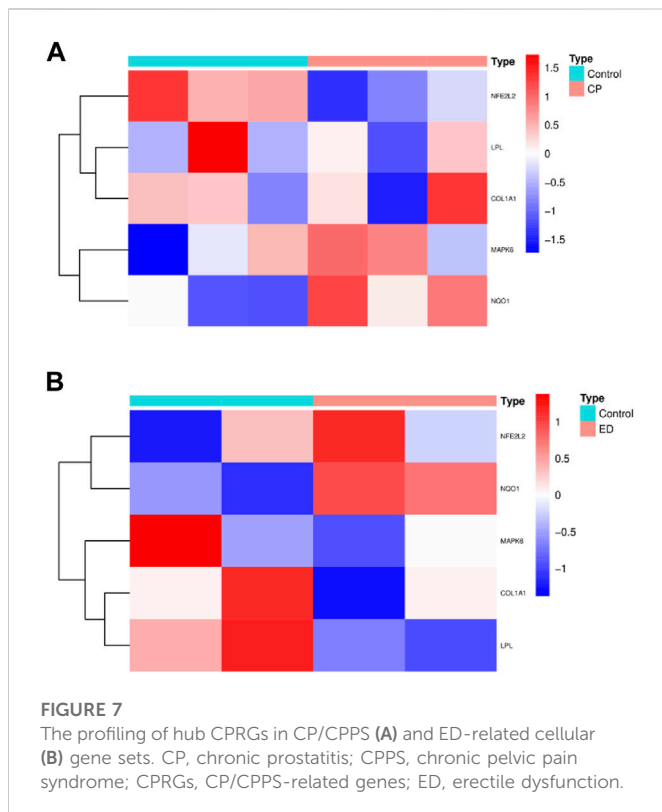 A
Type
NFE2L2
LPL
COL1A1
MAPK6
NQO1
1.5
1
0.5
0
−0.5
−1
−1.5
Type
Control
CP
B
Type
NFE2L2
NQO1
MAPK6
COL1A1
LPL
1
0.5
0
−0.5
−1
Type
Control
ED
FIGURE 7
The profiling of hub CPRGs in CP/CPPS (A) and ED-related cellular
(B) gene sets. CP, chronic prostatitis; CPPS, chronic pelvic pain
syndrome; CPRGs, CP/CPPS-related genes; ED, erectile dysfunction.